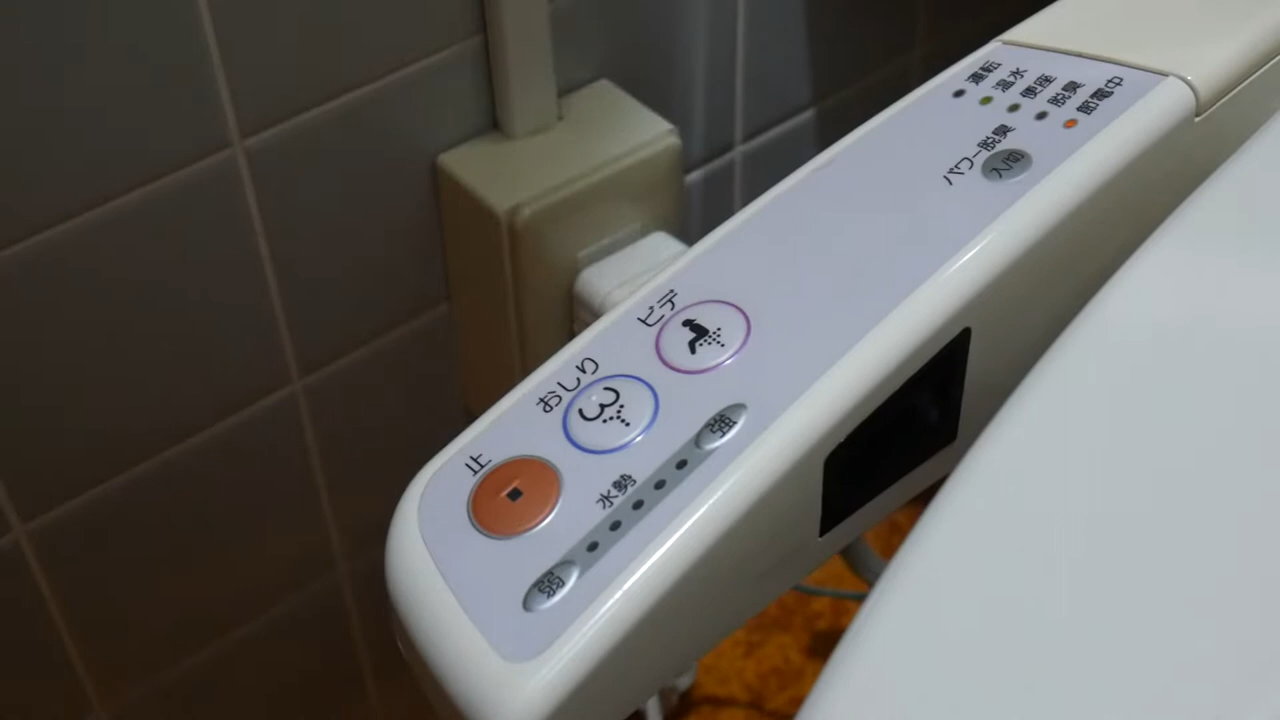 運転
温水
便座
脱臭
節電中
パワー脱臭
入/切
ビデ
おしり
止
水勢
強
弱